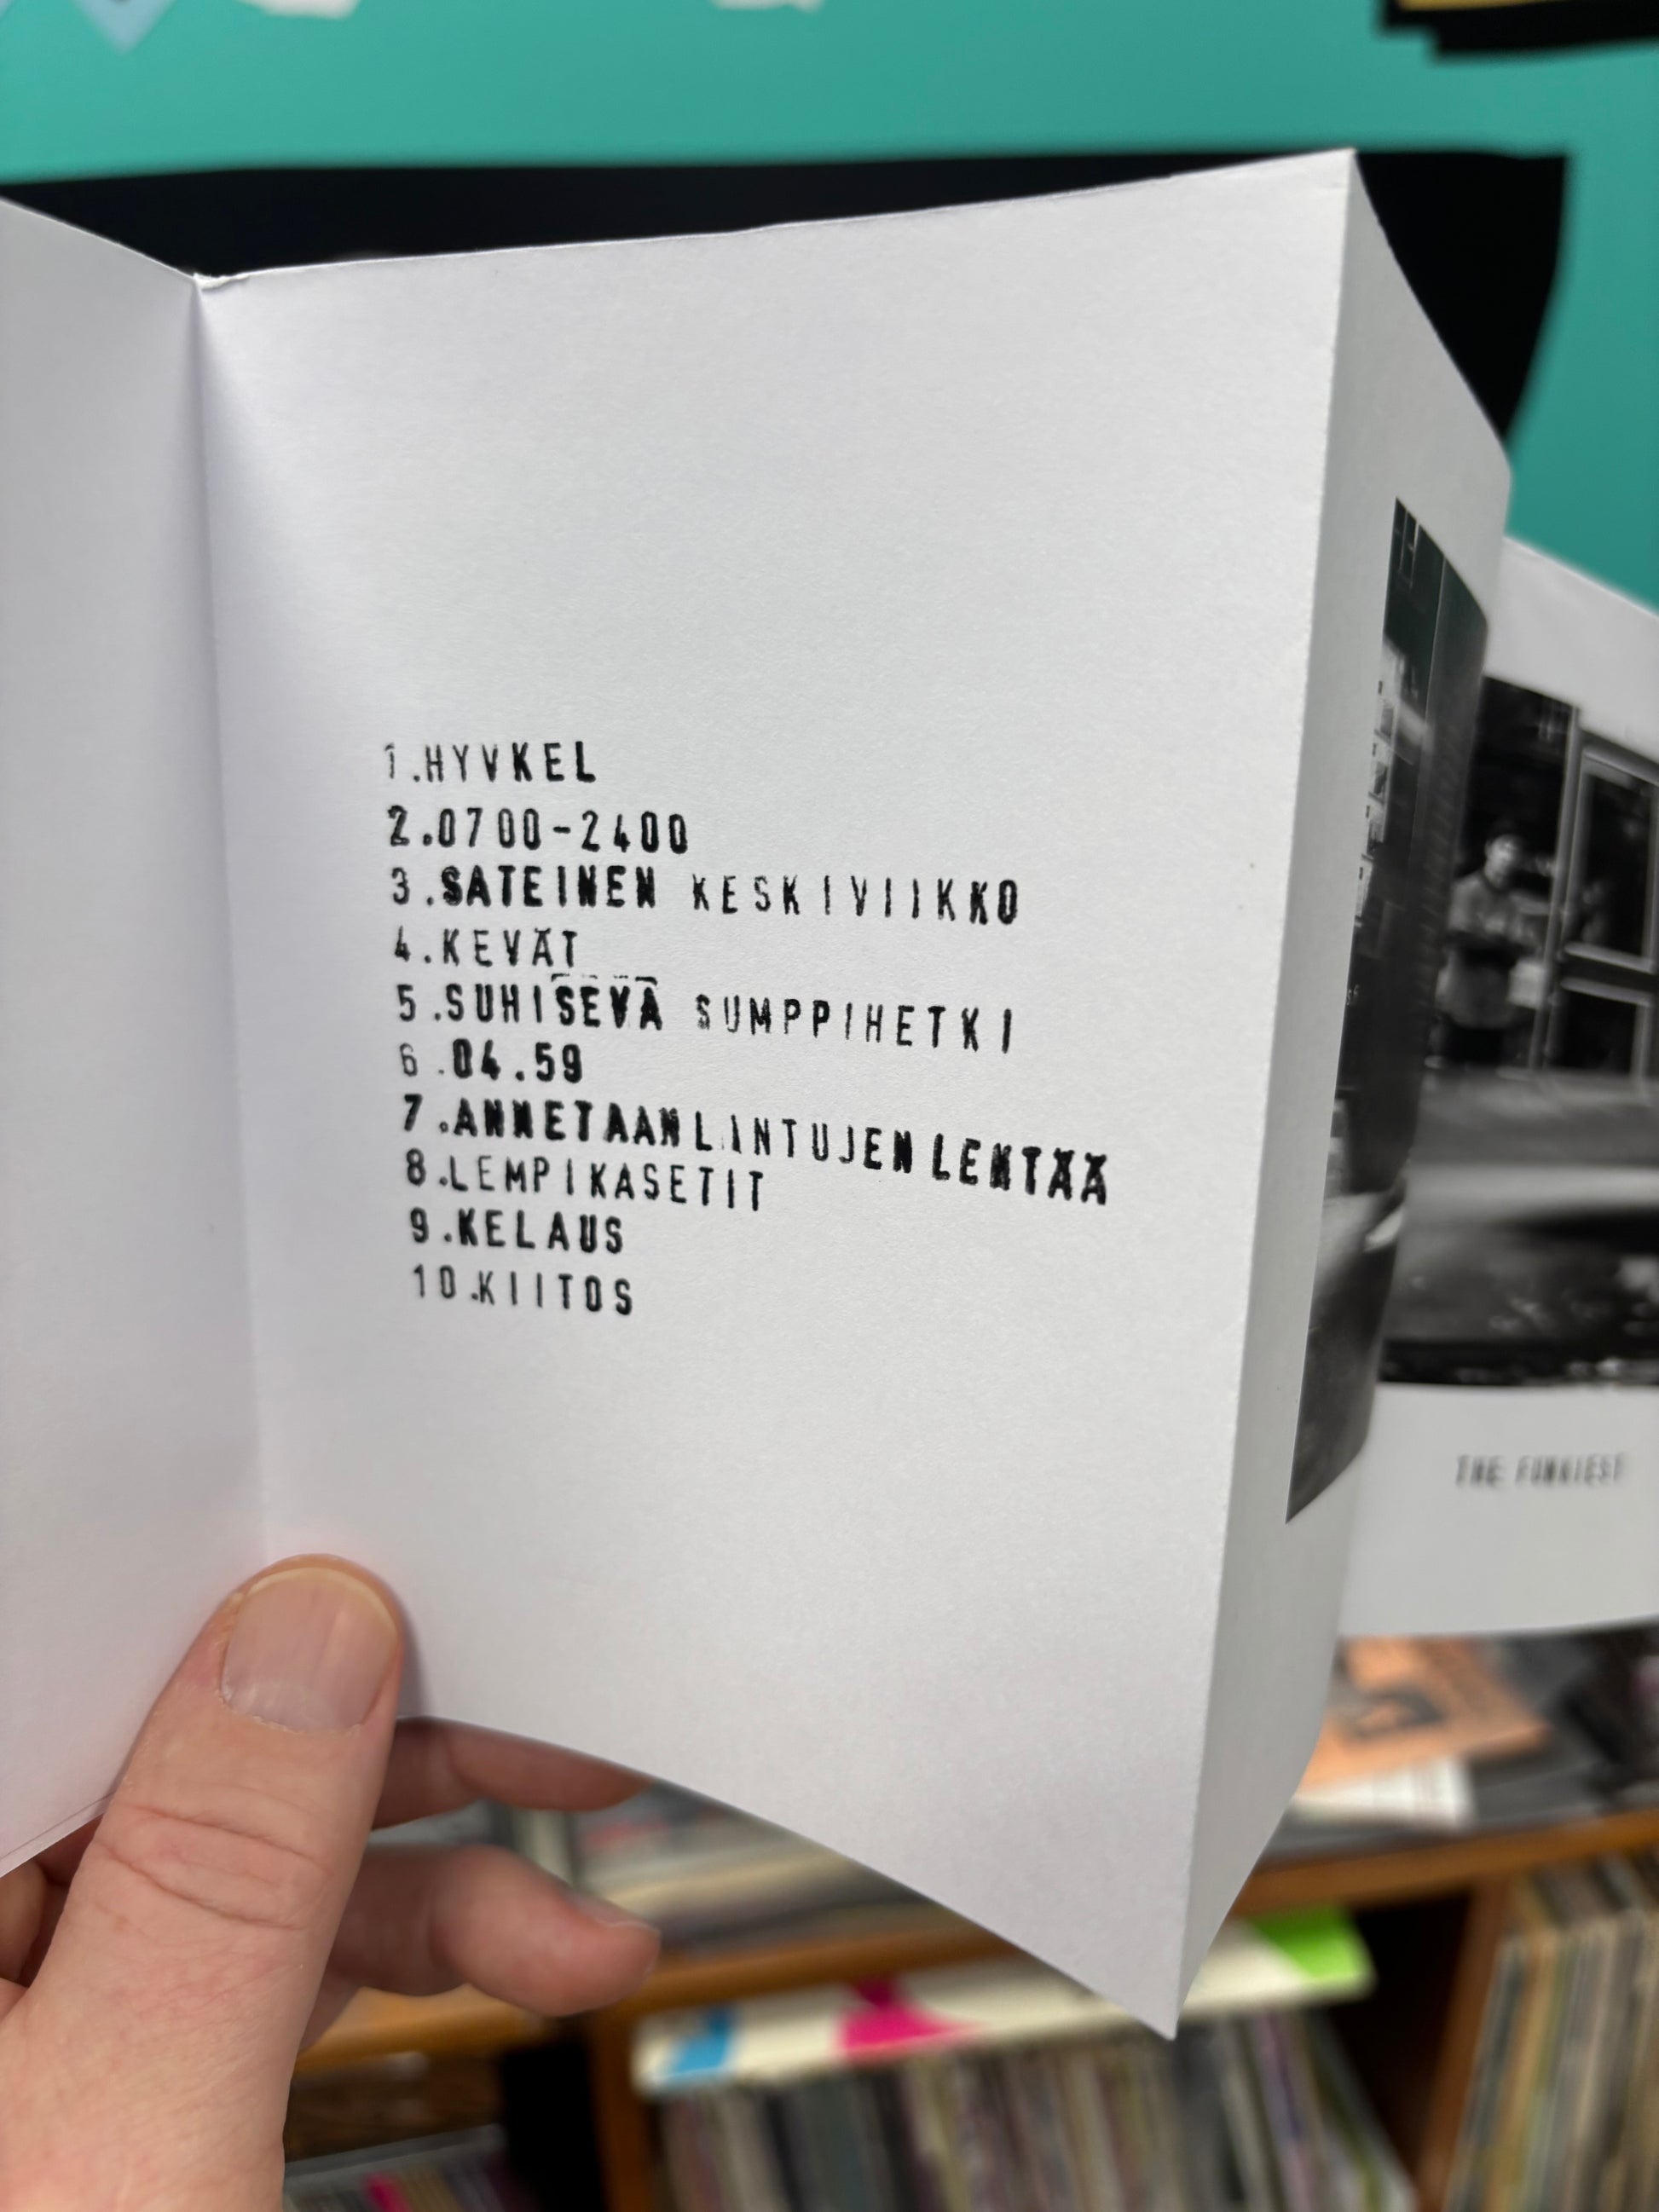 1.HYVKEL
2.0700-2400
3.SATEINEN KESKIVIIKKO
4.KEVÄT
5.SUHISEVA SUMPPIHETKI
6.04.59
7.ANNETAAN LINTUJEN LENTÄÄ
8.LEMPIKASETIT
9.KELAUS
10.KIITOS
THE FUNKIEST